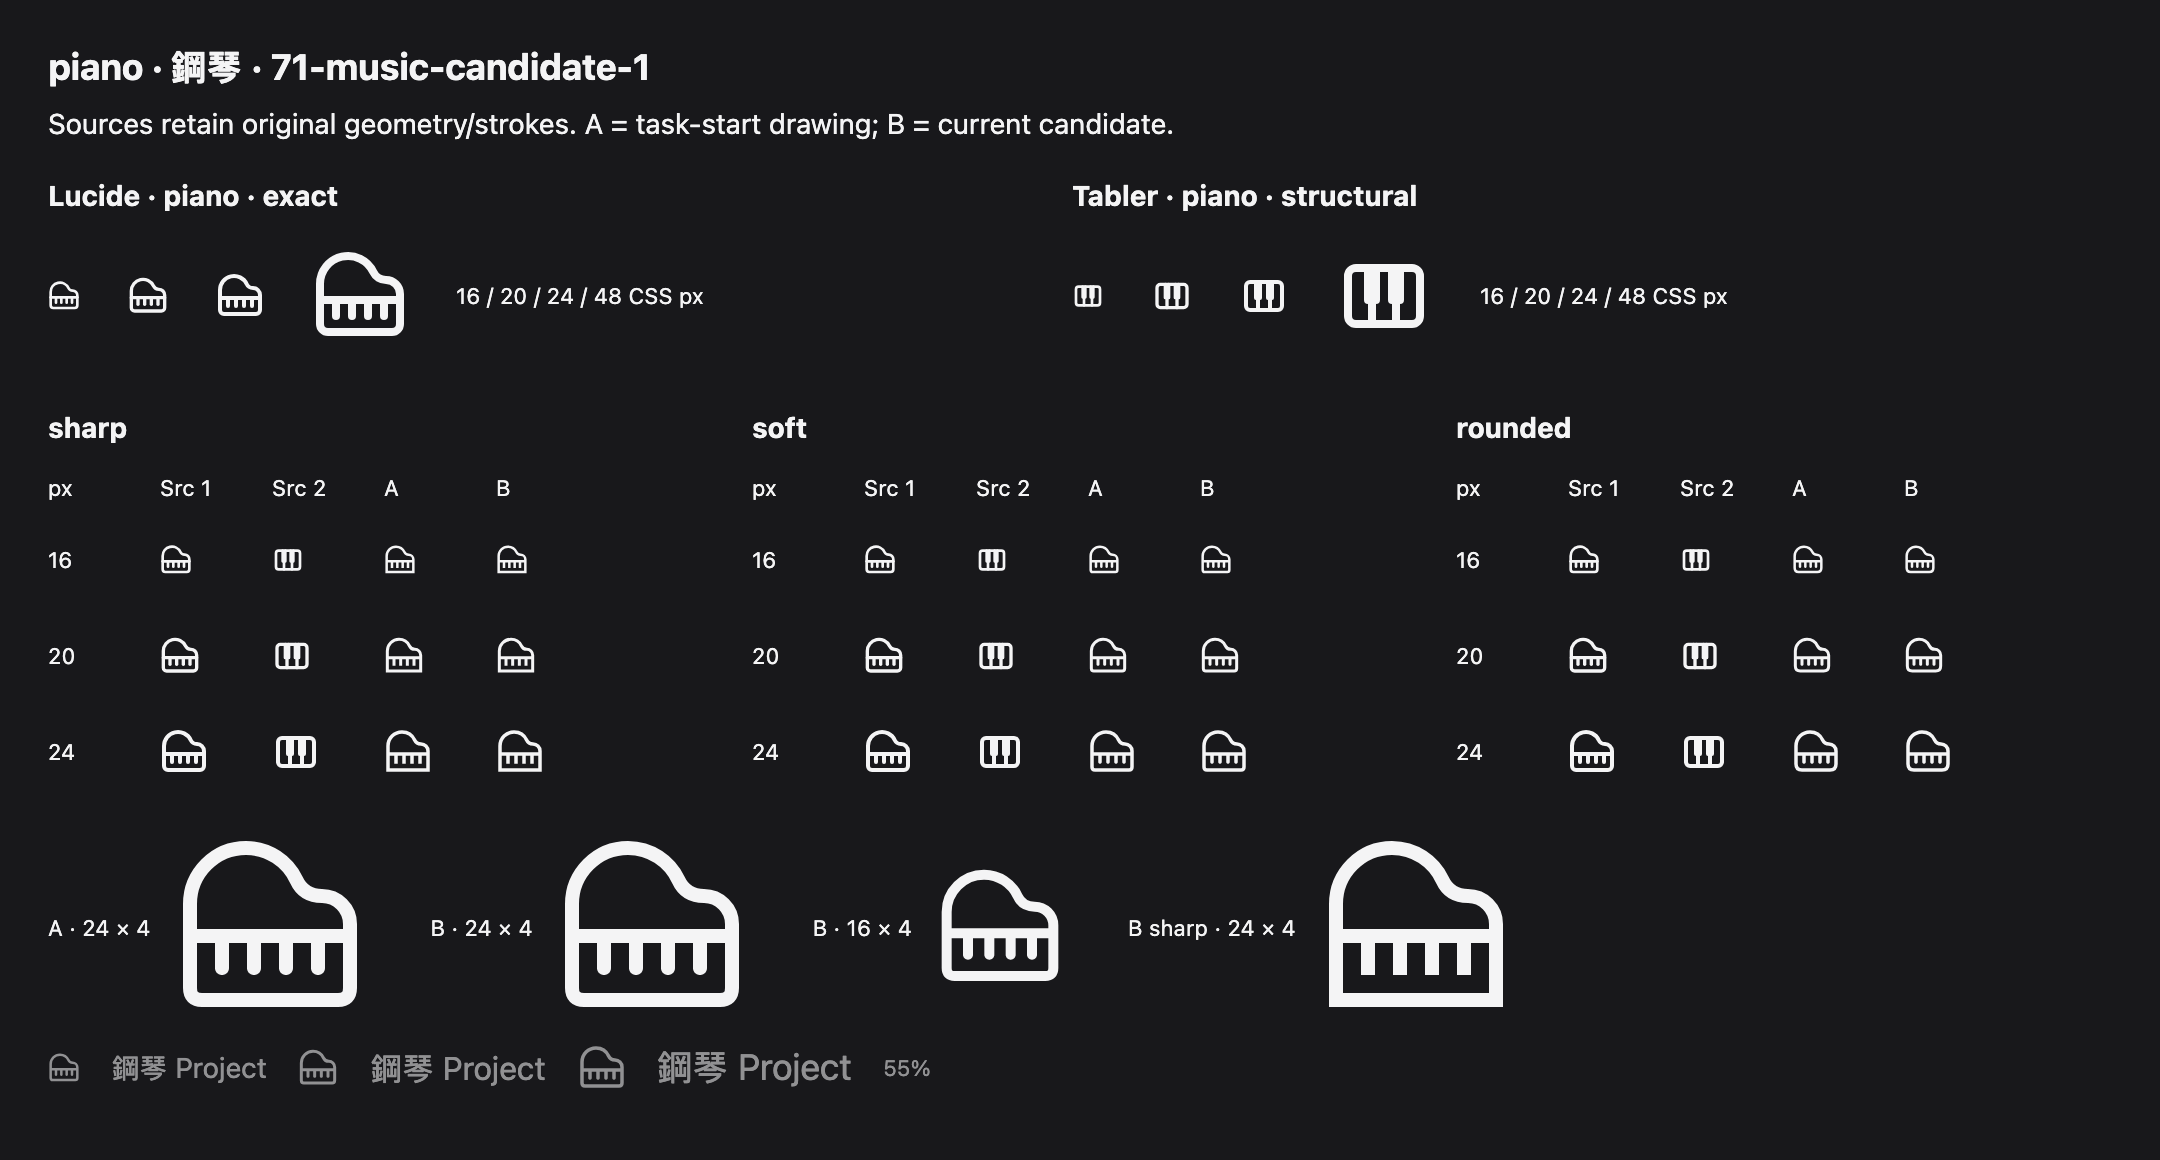 piano · 鋼琴 · 71-music-candidate-1
Sources retain original geometry/strokes. A = task-start drawing; B = current candidate.
Lucide · piano · exact
16 / 20 / 24 / 48 CSS px
Tabler · piano · structural
16 / 20 / 24 / 48 CSS px
sharp
px Src 1 Src 2 A B
16
20
24
soft
px Src 1 Src 2 A B
16
20
24
rounded
px Src 1 Src 2 A B
16
20
24
A · 24 × 4
B · 24 × 4
B · 16 × 4
B sharp · 24 × 4
鋼琴 Project 鋼琴 Project 鋼琴 Project 55%